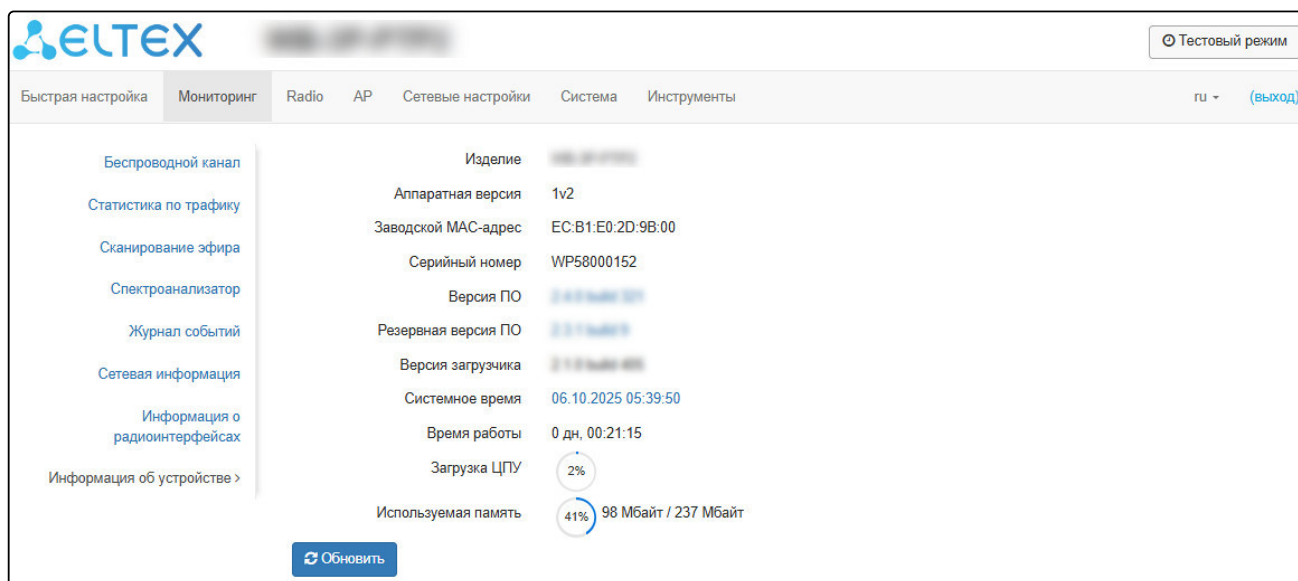 ELTEX
Тестовый режим
Быстрая настройка Мониторинг Radio AP Сетевые настройки Система Инструменты ru (выход)
Беспроводной канал
Статистика по трафику
Сканирование эфира
Спектроанализатор
Журнал событий
Сетевая информация
Информация о
радиоинтерфейсах
Информация об устройстве >
Изделие
Аппаратная версия 1v2
Заводской MAC-адрес EC:B1:E0:2D:9B:00
Серийный номер WP58000152
Версия ПО
Резервная версия ПО
Версия загрузчика
Системное время 06.10.2025 05:39:50
Время работы 0 дн, 00:21:15
Загрузка ЦПУ 2%
Используемая память 41% 98 Мбайт / 237 Мбайт
Обновить